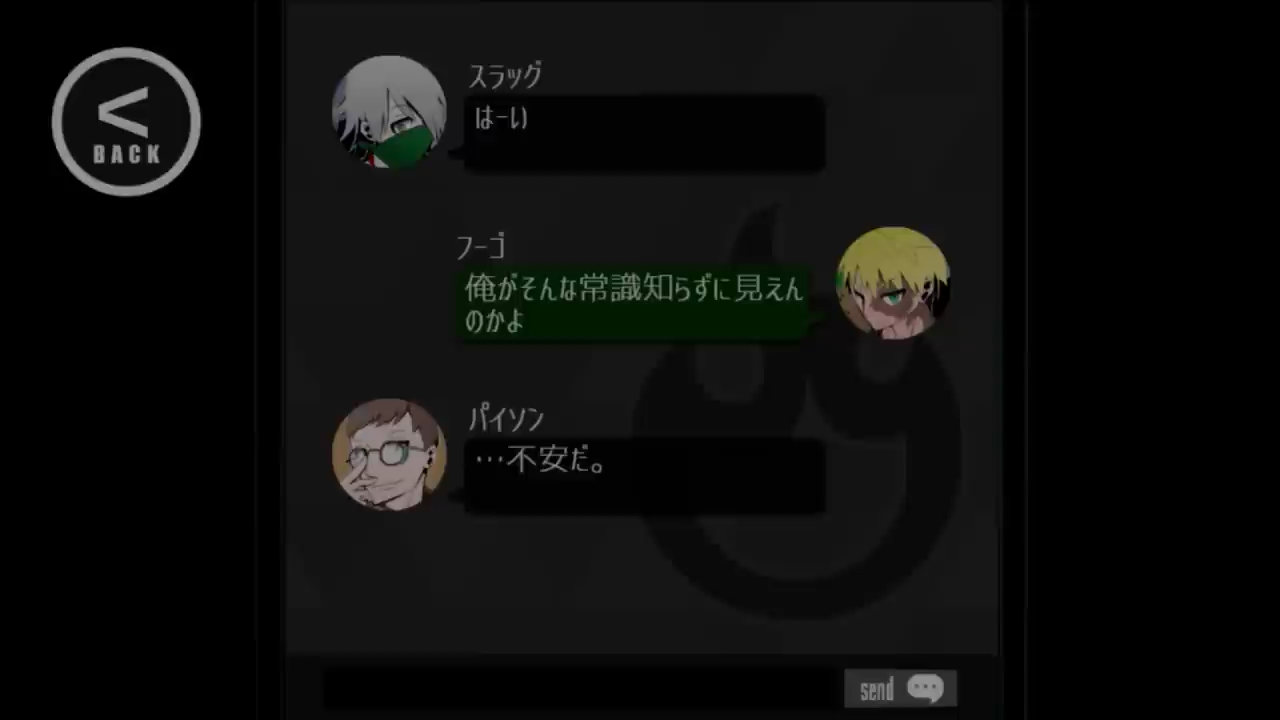 <
BACK
スラッグ
はーい
フーゴ
俺がそんな常識知らずに見えん
のかよ
パイソン
…不安だ。
send